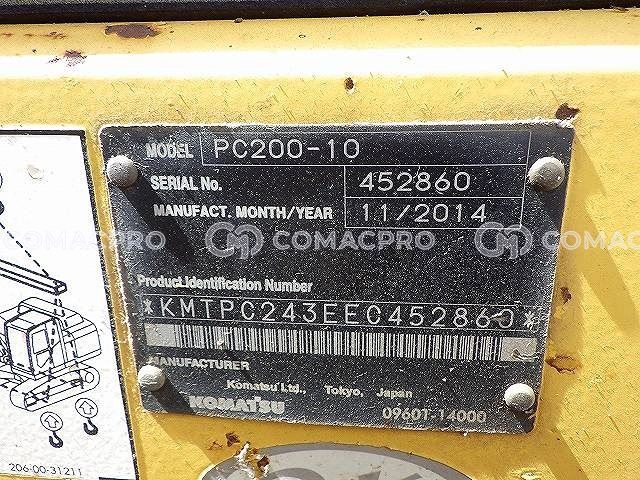 MODEL PC200-10
SERIAL No. 452860
MANUFACT. MONTH/YEAR 11/2014
COMACPRO COMACPRO COMACPRO
Product Identification Number
*KMTPC243EEC452860*
MANUFACTURER
Komatsu Ltd., Tokyo, Japan
KOMATSU 09601-14000
206-00-31211